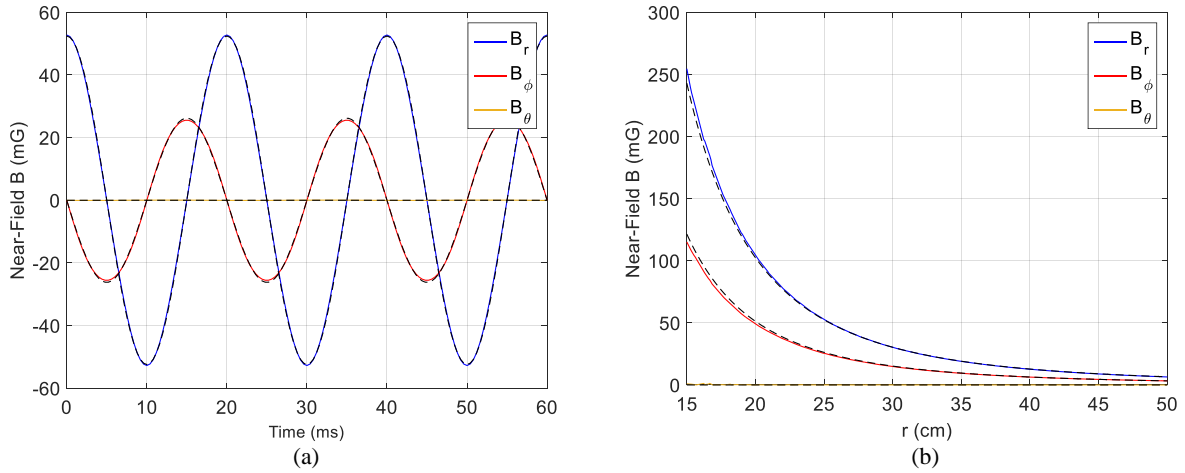 60
40
20
0
-20
-40
-60
Near-Field B (mG)
0 10 20 30 40 50 60
Time (ms)
B_r
B_ϕ
B_θ
(a)
300
250
200
150
100
50
0
Near-Field B (mG)
15 20 25 30 35 40 45 50
r (cm)
B_r
B_ϕ
B_θ
(b)